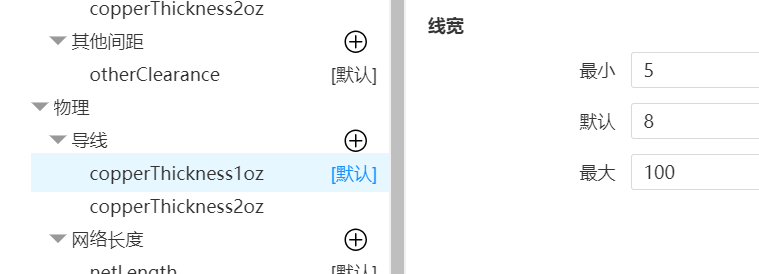 copperThickness2oz
其他间距
otherClearance [默认]
物理
导线
copperThickness1oz [默认]
copperThickness2oz
网络长度
netLength [默认]
线宽
最小 5
默认 8
最大 100